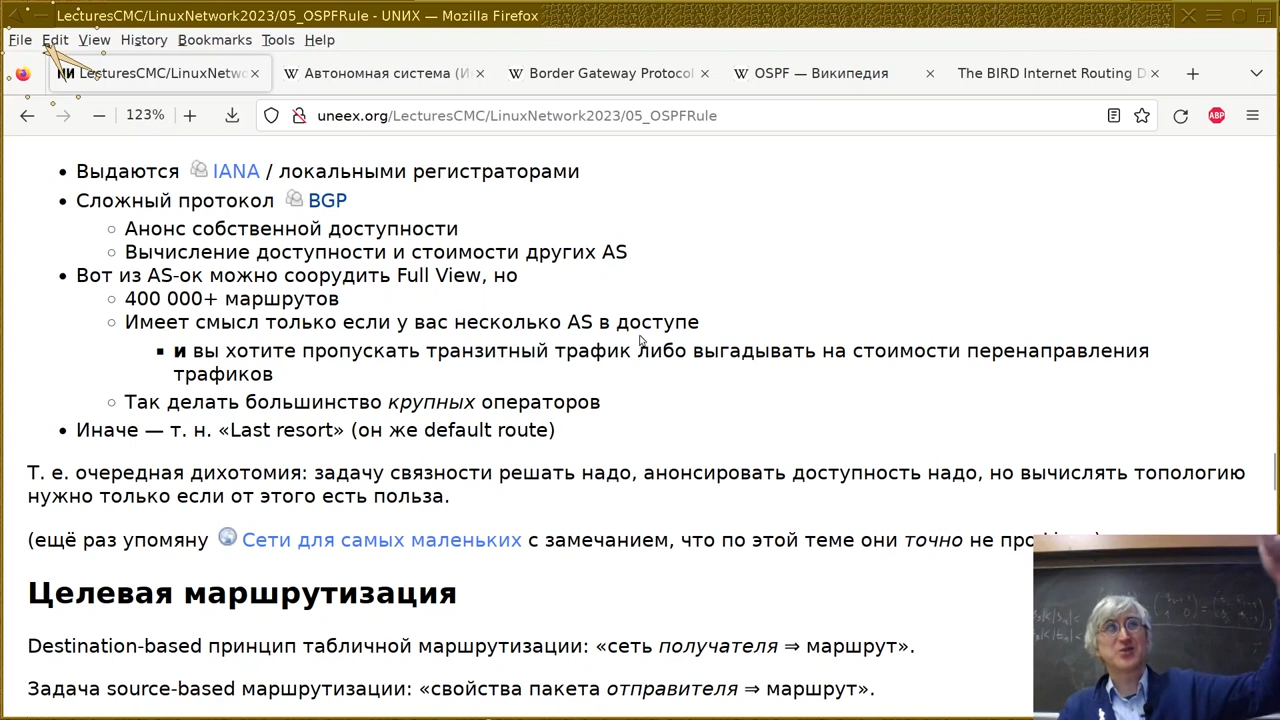 LecturesCMC/LinuxNetwork2023/05_OSPFRule - UNИX — Mozilla Firefox
File Edit View History Bookmarks Tools Help
LecturesCMC/LinuxNetwo Автономная система (И Border Gateway Protocol OSPF — Википедия The BIRD Internet Routing D
123% uneex.org/LecturesCMC/LinuxNetwork2023/05_OSPFRule ABP
Выдаются IANA / локальными регистраторами
Сложный протокол BGP
Анонс собственной доступности
Вычисление доступности и стоимости других AS
Вот из AS-ок можно соорудить Full View, но
400 000+ маршрутов
Имеет смысл только если у вас несколько AS в доступе
и вы хотите пропускать транзитный трафик либо выгадывать на стоимости перенаправления
трафиков
Так делать большинство крупных операторов
Иначе — т. н. «Last resort» (он же default route)
Т. е. очередная дихотомия: задачу связности решать надо, анонсировать доступность надо, но вычислять топологию
нужно только если от этого есть польза.
(ещё раз упомяну Сети для самых маленьких с замечанием, что по этой теме они точно не
Целевая маршрутизация
Destination-based принцип табличной маршрутизации: «сеть получателя ⇒ маршрут».
Задача source-based маршрутизации: «свойства пакета отправителя ⇒ маршрут».